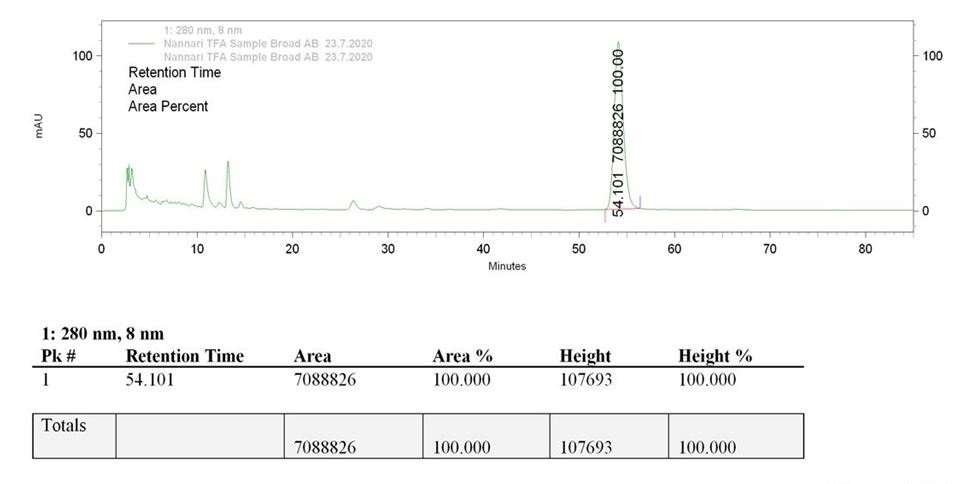 1: 280 nm, 8 nm
Nannari TFA Sample Broad AB 23.7.2020
Nannari TFA Sample Broad AB 23.7.2020
Retention Time
Area
Area Percent
mAU
100
50
0
54.101 7088826 100.00
100
50
0
0 10 20 30 40 50 60 70 80
Minutes
1: 280 nm, 8 nm
Pk # Retention Time Area Area % Height Height %
1 54.101 7088826 100.000 107693 100.000
Totals
7088826 100.000 107693 100.000